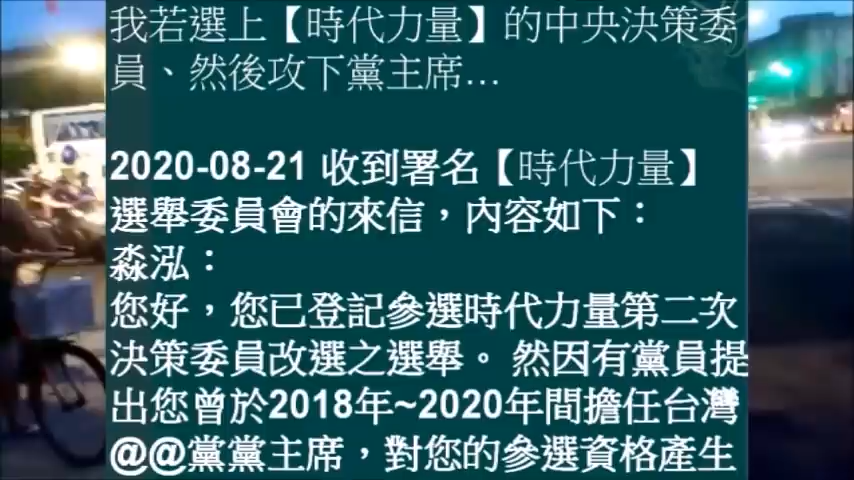 我若選上【時代力量】的中央決策委
員、然後攻下黨主席...
2020-08-21 收到署名【時代力量】
選舉委員會的來信，內容如下：
淼泓：
您好，您已登記參選時代力量第二次
決策委員改選之選舉。 然因有黨員提
出您曾於2018年~2020年間擔任台灣
@@黨黨主席，對您的參選資格產生